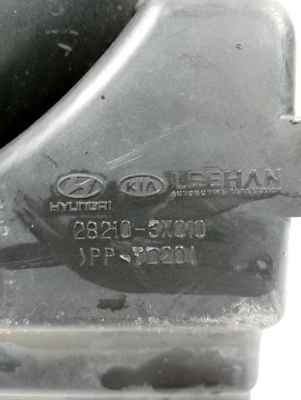 HYUNDAI KIA LEEHAN
28210-3X010
>PP-TD20<